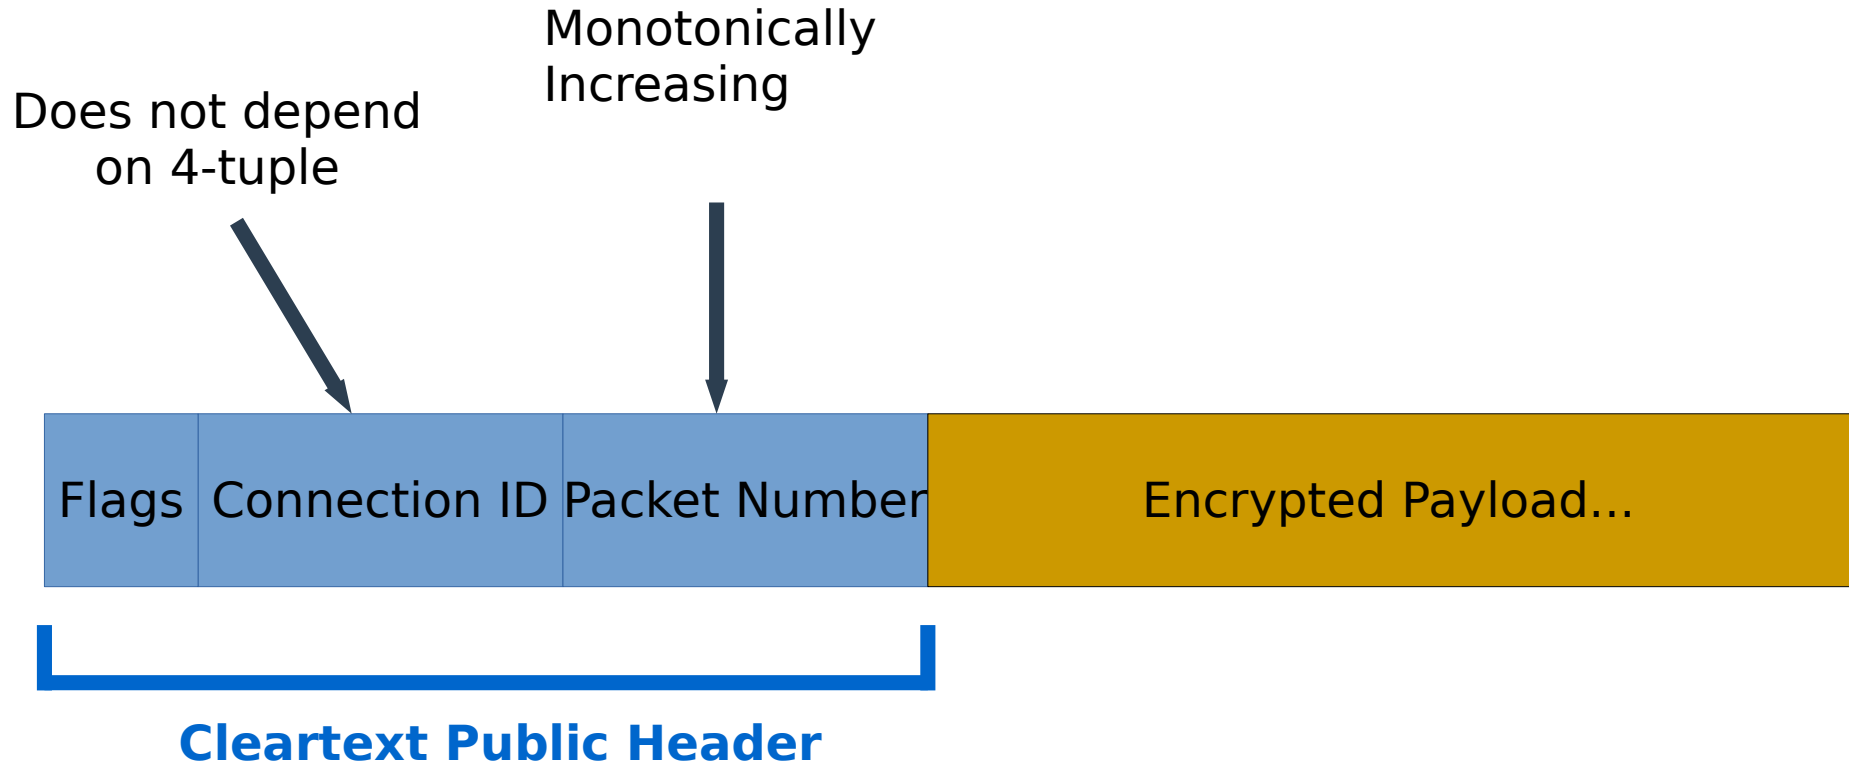 Monotonically
Increasing
Does not depend
on 4-tuple
Flags
Connection ID
Packet Number
Encrypted Payload...
Cleartext Public Header